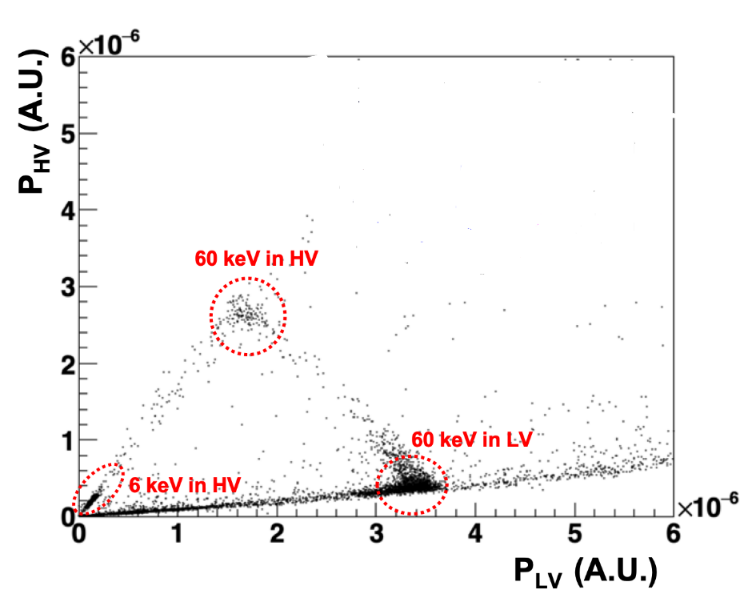 6 ×10⁻⁶
P_HV (A.U.)
5
4
60 keV in HV
3
2
1
60 keV in LV
6 keV in HV
0
0 1 2 3 4 5 6 ×10⁻⁶
P_LV (A.U.)